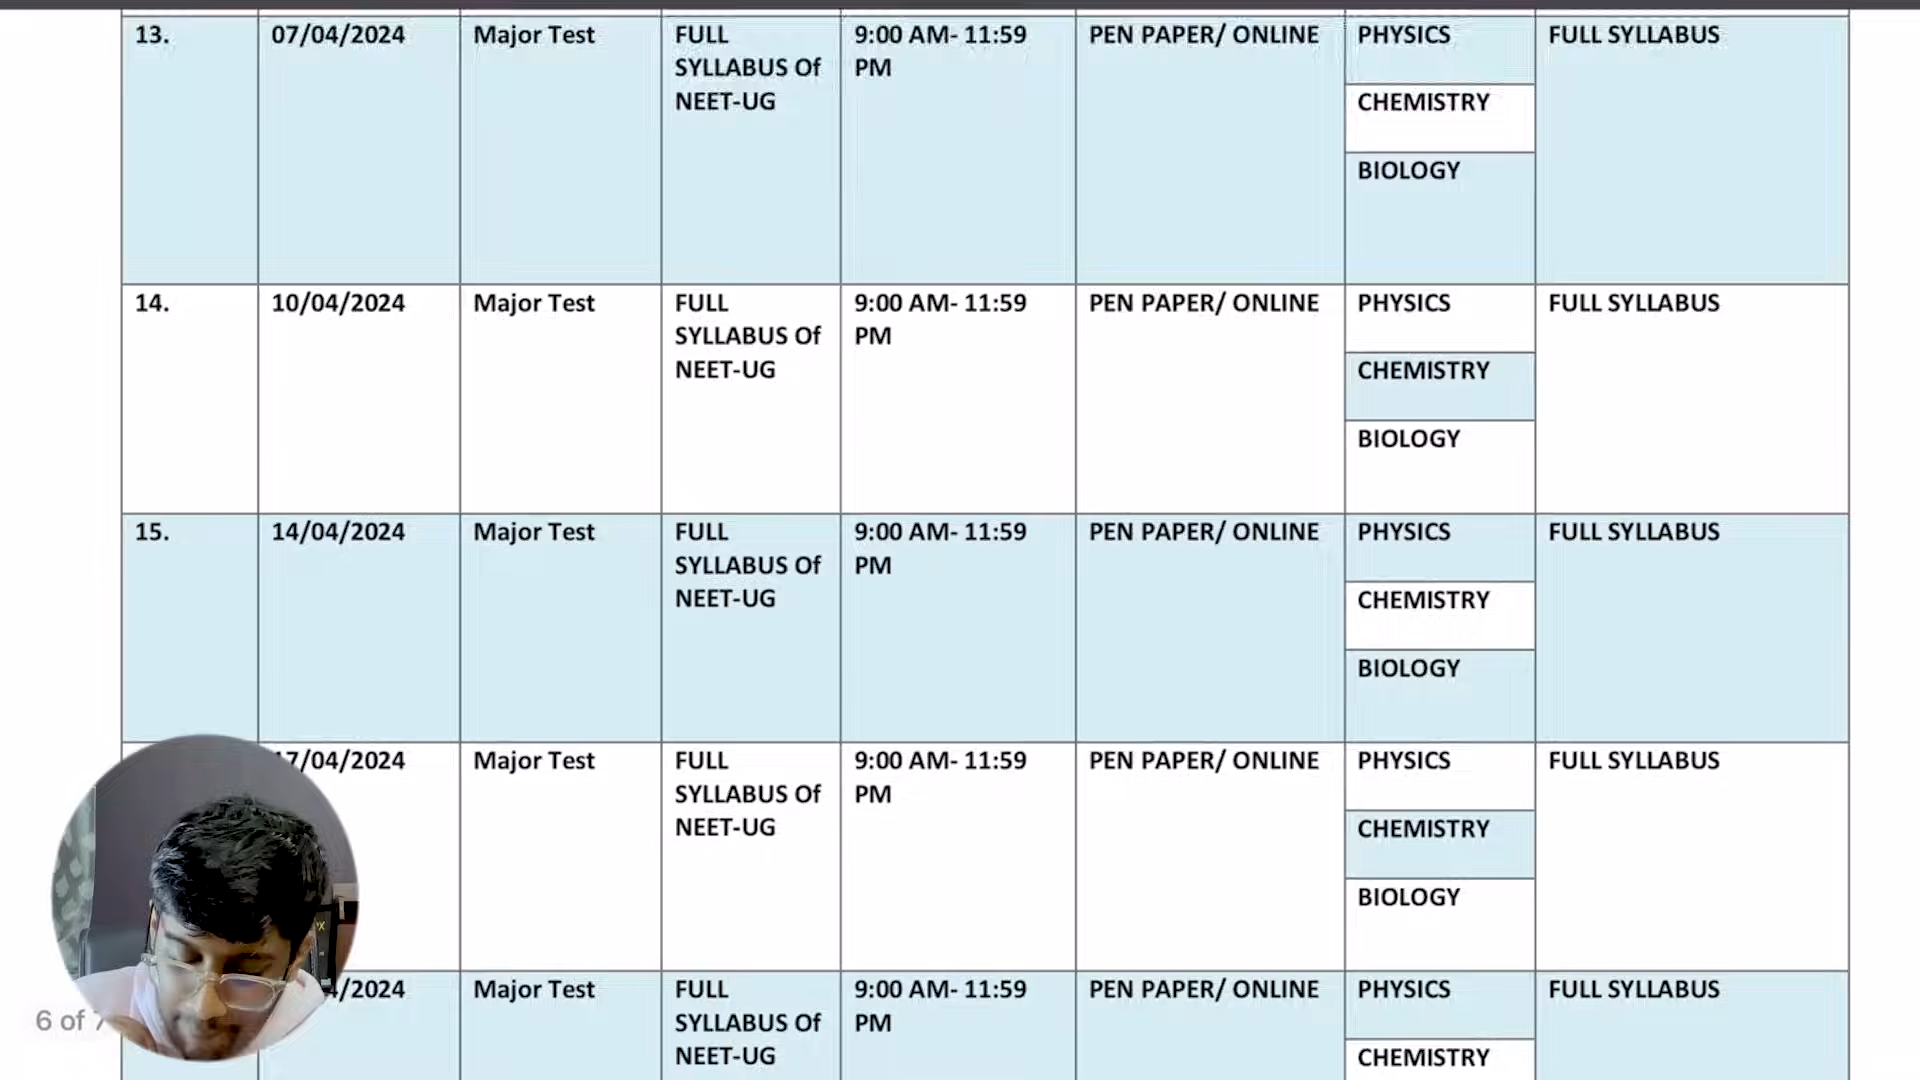 13. 07/04/2024 Major Test FULL 9:00 AM- 11:59 PEN PAPER/ ONLINE PHYSICS FULL SYLLABUS
SYLLABUS Of PM
NEET-UG CHEMISTRY
BIOLOGY
14. 10/04/2024 Major Test FULL 9:00 AM- 11:59 PEN PAPER/ ONLINE PHYSICS FULL SYLLABUS
SYLLABUS Of PM
NEET-UG CHEMISTRY
BIOLOGY
15. 14/04/2024 Major Test FULL 9:00 AM- 11:59 PEN PAPER/ ONLINE PHYSICS FULL SYLLABUS
SYLLABUS Of PM
NEET-UG CHEMISTRY
BIOLOGY
17/04/2024 Major Test FULL 9:00 AM- 11:59 PEN PAPER/ ONLINE PHYSICS FULL SYLLABUS
SYLLABUS Of PM
NEET-UG CHEMISTRY
BIOLOGY
4/2024 Major Test FULL 9:00 AM- 11:59 PEN PAPER/ ONLINE PHYSICS FULL SYLLABUS
6 of 7 SYLLABUS Of PM
NEET-UG CHEMISTRY